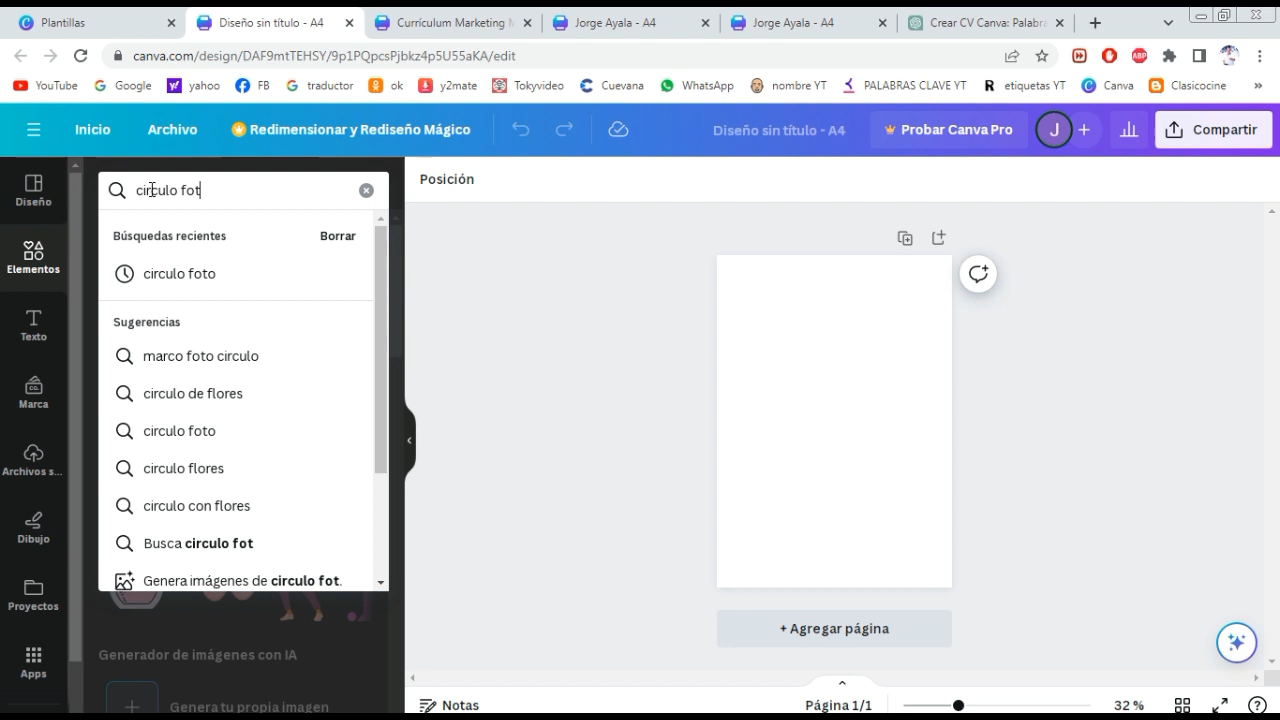 Plantillas
Diseño sin título - A4
Currículum Marketing
Jorge Ayala - A4
Jorge Ayala - A4
Crear CV Canva: Palabra
canva.com/design/DAF9mtTEHSY/9p1PQpcsPjbkz4p5U55aKA/edit
YouTube
Google
yahoo
FB
traductor
ok
y2mate
Tokyvideo
Cuevana
WhatsApp
nombre YT
PALABRAS CLAVE YT
etiquetas YT
Canva
Clasicocine
»
Inicio
Archivo
Redimensionar y Rediseño Mágico
Diseño sin título - A4
Probar Canva Pro
J
Compartir
Diseño
Elementos
Texto
Marca
Archivos s...
Dibujo
Proyectos
Apps
circulo fot
Búsquedas recientes
Borrar
circulo foto
Sugerencias
marco foto circulo
circulo de flores
circulo foto
circulo flores
circulo con flores
Busca circulo fot
Genera imágenes de circulo fot.
Generador de imágenes con IA
Genera tu propia imagen
Posición
+ Agregar página
Notas
Página 1/1
32 %